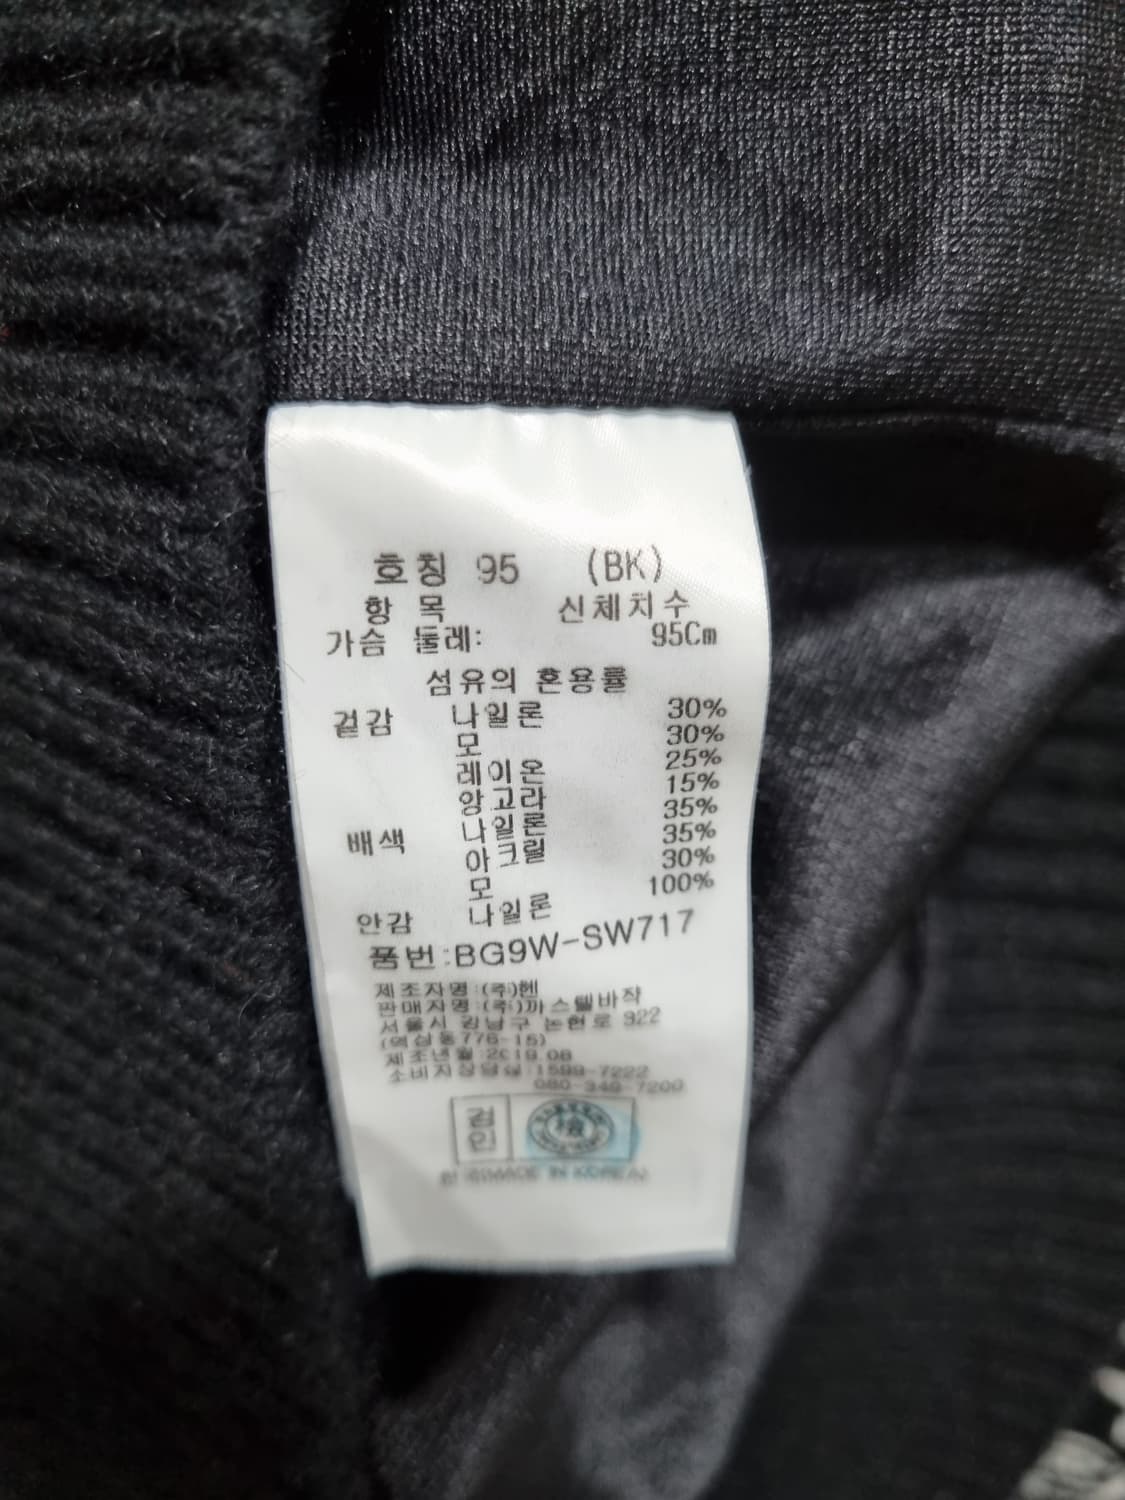 호칭 95 (BK)
항 목 신체치수
가슴 둘레: 95Cm
섬유의 혼용률
겉감 나일론 30%
모 30%
레이온 25%
앙고라 15%
배색 나일론 35%
아크릴 35%
모 30%
안감 나일론 100%
품번:BG9W-SW717
제조자명:(주)헨
판매자명:(주)까스텔바작
서울시 강남구 논현로 922
(역삼동776-15)
제조년월:2019.08
소비자상담실:1599-7222
080-349-7200
검인
檢
MADE IN KOREA